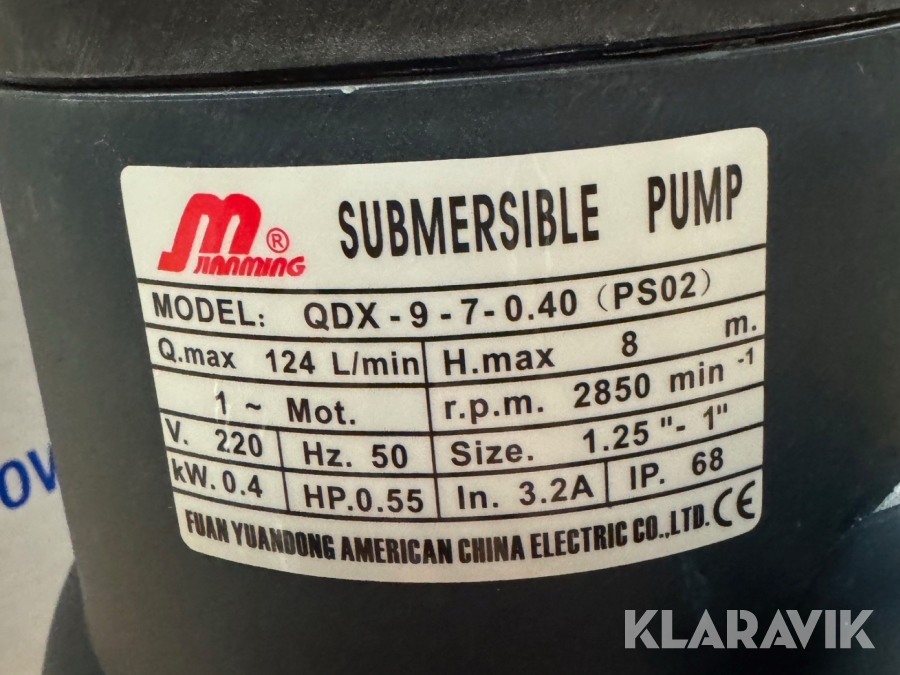 M ®
JIANMING
SUBMERSIBLE PUMP
MODEL: QDX - 9 - 7 - 0.40 (PS02)
Q.max 124 L/min H.max 8 m.
1 ~ Mot. r.p.m. 2850 min -1
V. 220 Hz. 50 Size. 1.25 "- 1"
kW. 0.4 HP.0.55 In. 3.2A IP. 68
FUAN YUANDONG AMERICAN CHINA ELECTRIC CO.,LTD. CE
ov
KLARAVIK